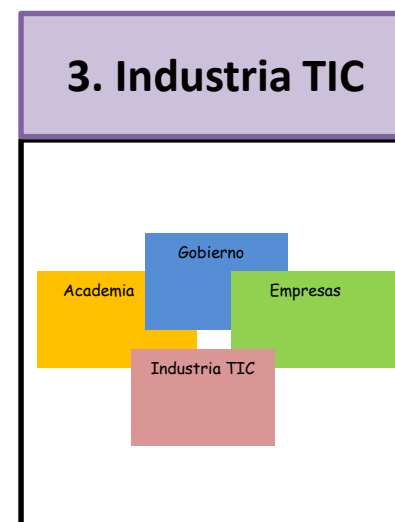 3. Industria TIC
Gobierno
Academia
Empresas
Industria TIC